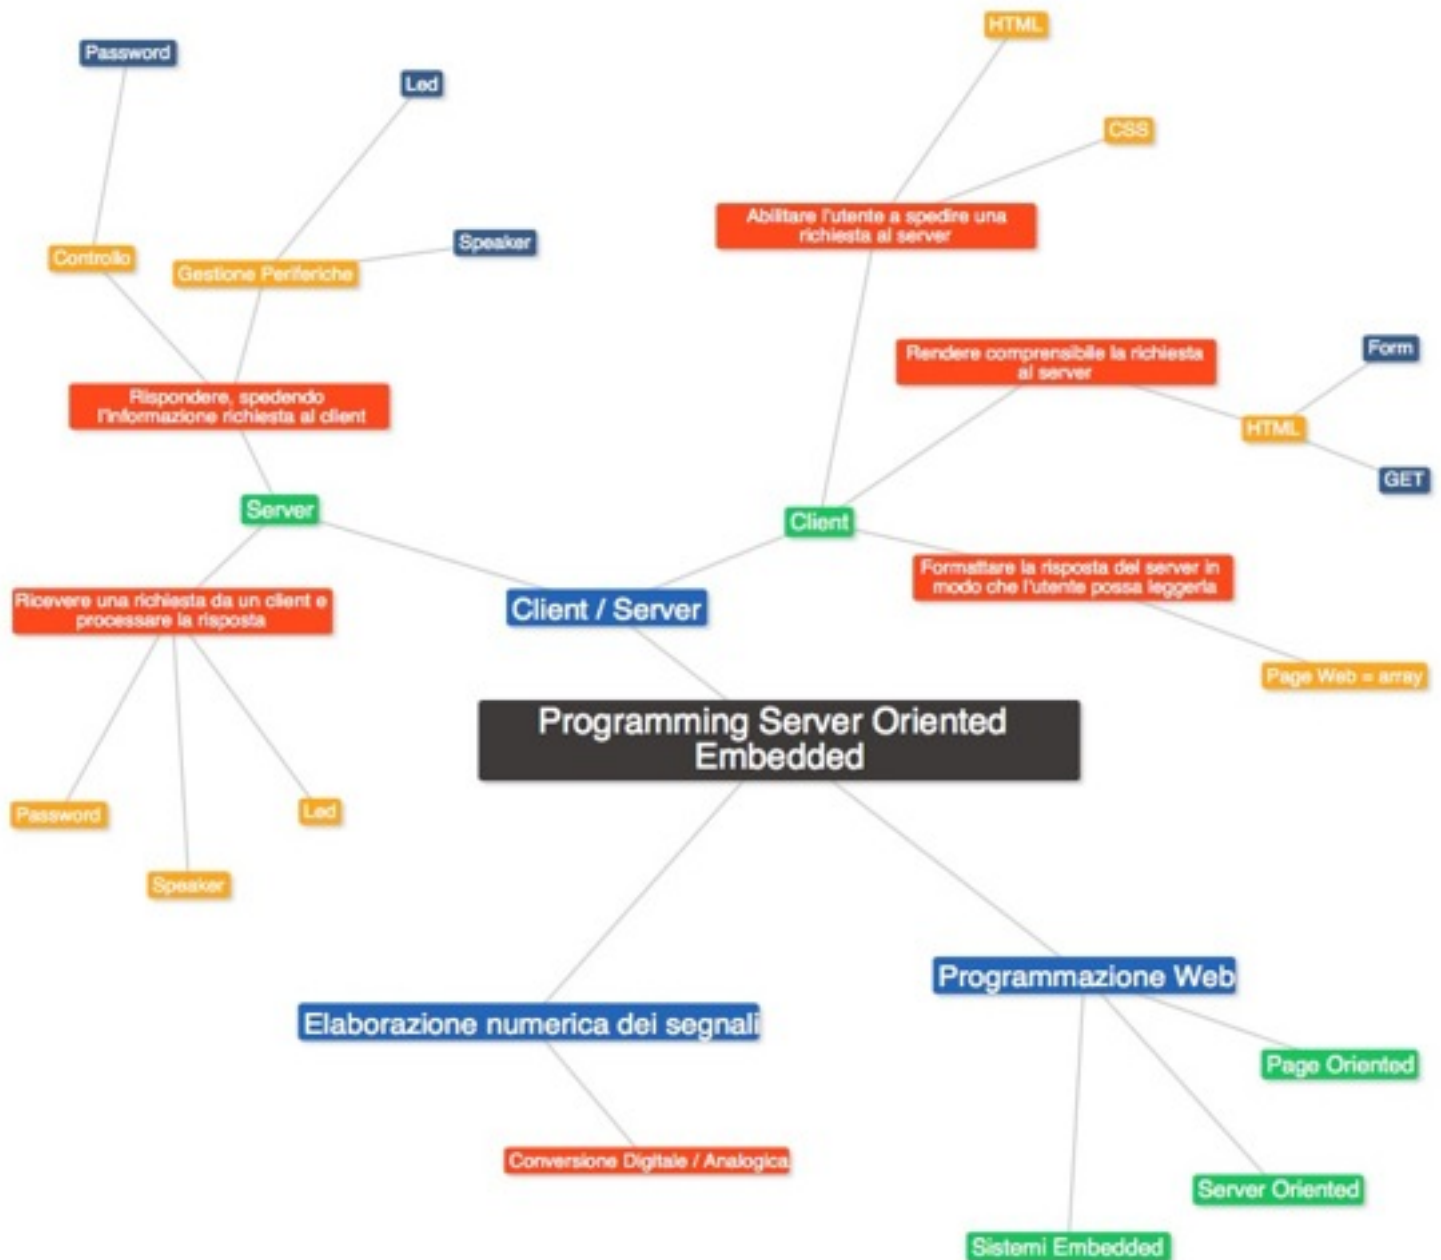 HTML
Password
Led
CSS
Abilitare l'utente a spedire una
richiesta al server
Speaker
Controllo
Gestione Periferiche
Form
Rendere comprensibile la richiesta
al server
Rispondere, spedendo
l'informazione richiesta al client
HTML
GET
Server
Client
Formattare la risposta del server in
modo che l'utente possa leggerla
Ricevere una richiesta da un client e
processare la risposta
Client / Server
Page Web = array
Programming Server Oriented
Embedded
Password
Led
Speaker
Programmazione Web
Elaborazione numerica dei segnali
Page Oriented
Conversione Digitale / Analogica
Server Oriented
Sistemi Embedded